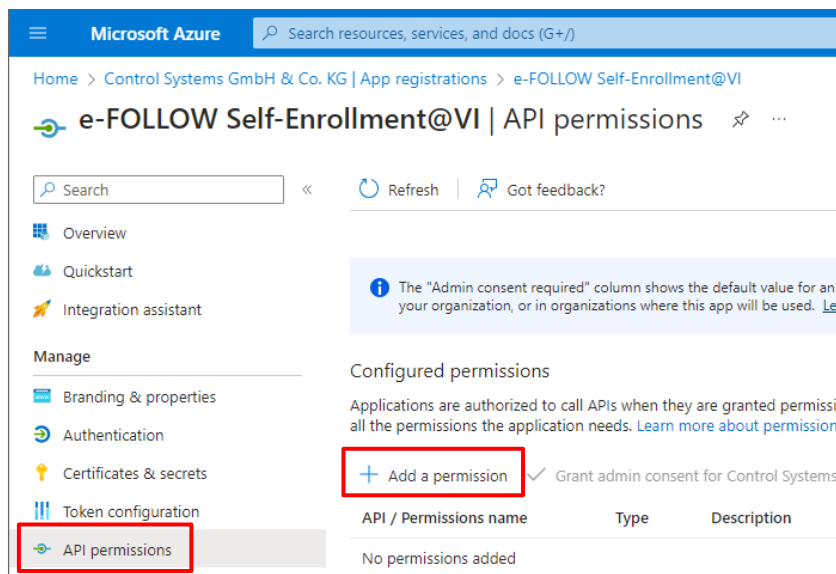 Microsoft Azure
Search resources, services, and docs (G+/)
Home > Control Systems GmbH & Co. KG | App registrations > e-FOLLOW Self-Enrollment@VI
e-FOLLOW Self-Enrollment@VI | API permissions
Search
Refresh
Got feedback?
Overview
Quickstart
Integration assistant
The "Admin consent required" column shows the default value for an
your organization, or in organizations where this app will be used. Le
Manage
Branding & properties
Authentication
Certificates & secrets
Token configuration
API permissions
Configured permissions
Applications are authorized to call APIs when they are granted permissi
all the permissions the application needs. Learn more about permission
Add a permission
Grant admin consent for Control Systems
API / Permissions name Type Description
No permissions added